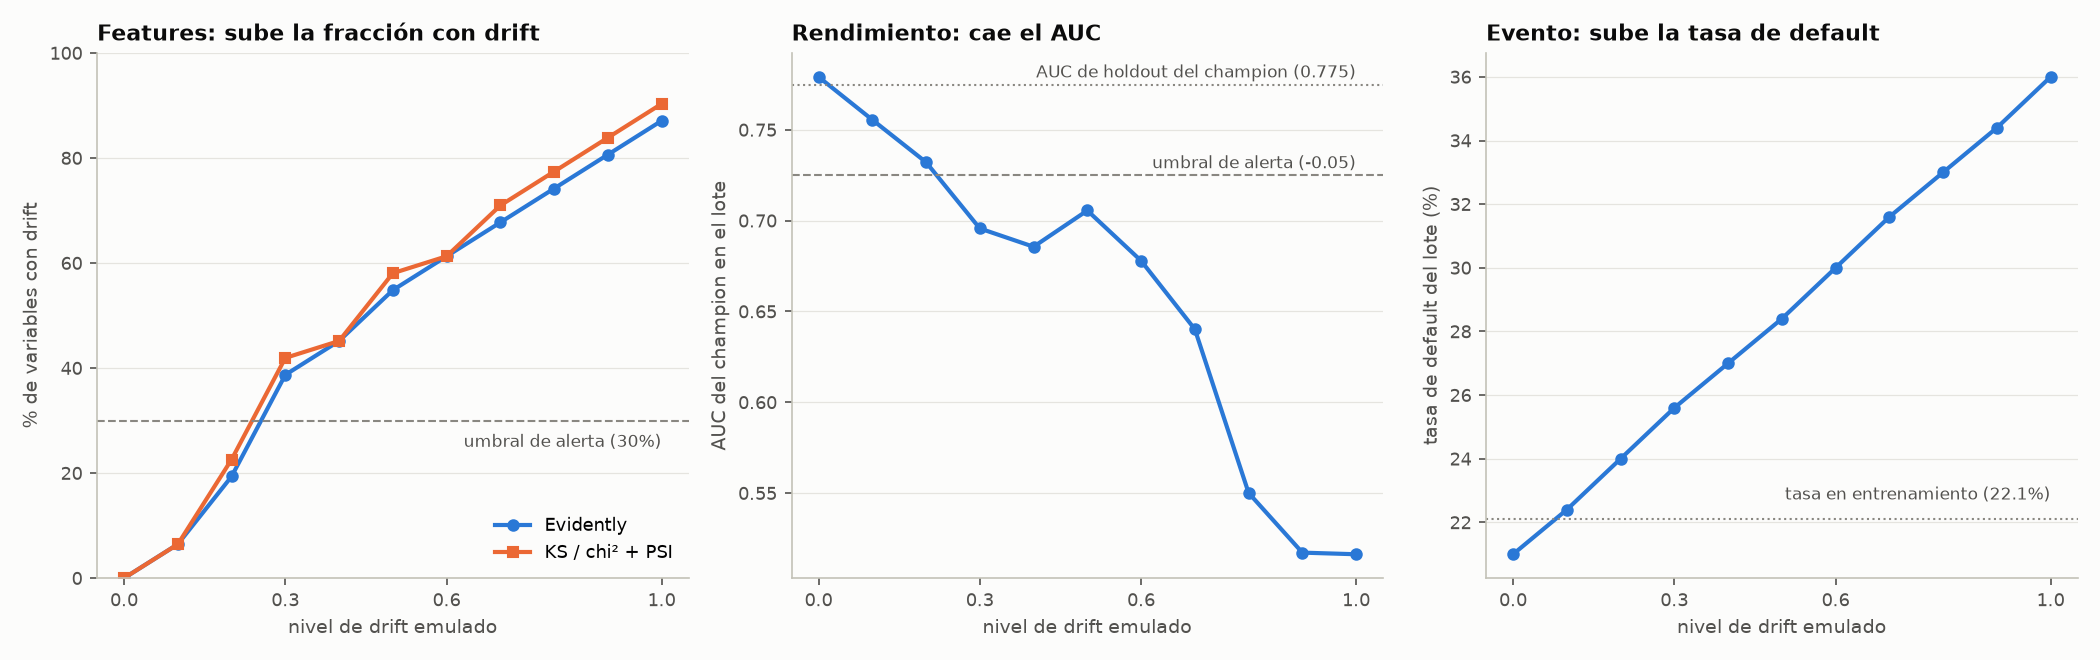 Features: sube la fracción con drift
% de variables con drift
100
80
60
40
20
0
umbral de alerta (30%)
Evidently
KS / chi² + PSI
0.0
0.3
0.6
1.0
nivel de drift emulado
Rendimiento: cae el AUC
AUC del champion en el lote
AUC de holdout del champion (0.775)
0.75
umbral de alerta (-0.05)
0.70
0.65
0.60
0.55
0.0
0.3
0.6
1.0
nivel de drift emulado
Evento: sube la tasa de default
tasa de default del lote (%)
36
34
32
30
28
26
24
tasa en entrenamiento (22.1%)
22
0.0
0.3
0.6
1.0
nivel de drift emulado